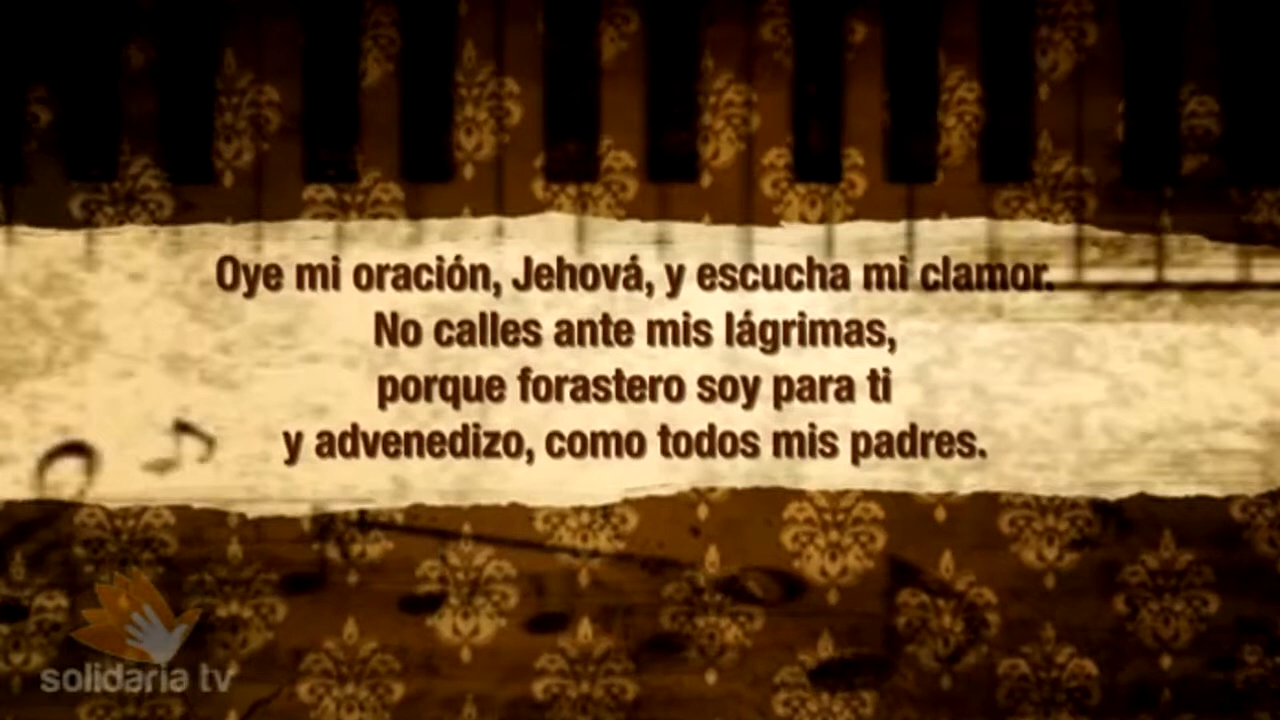 Oye mi oración, Jehová, y escucha mi clamor.
No calles ante mis lágrimas,
porque forastero soy para ti
y advenedizo, como todos mis padres.
solidaria tv